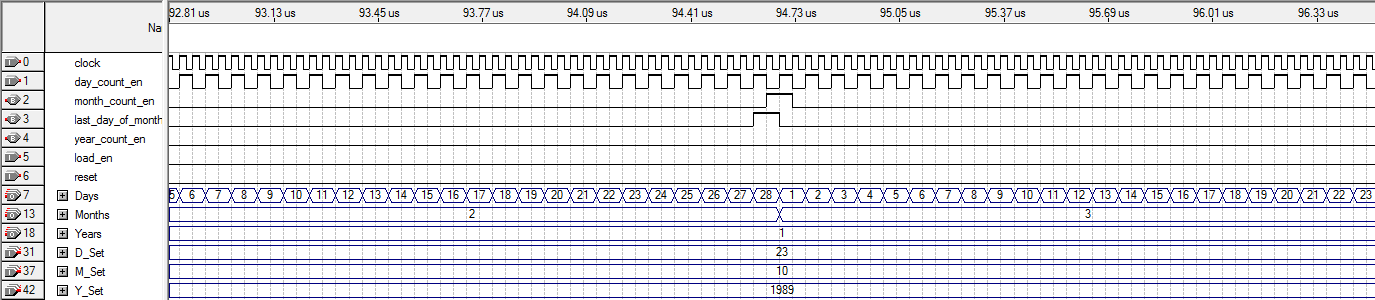 92.81 us 93.13 us 93.45 us 93.77 us 94.09 us 94.41 us 94.73 us 95.05 us 95.37 us 95.69 us 96.01 us 96.33 us
Na
0 clock
1 day_count_en
2 month_count_en
3 last_day_of_month
4 year_count_en
5 load_en
6 reset
7 Days 5 6 7 8 9 10 11 12 13 14 15 16 17 18 19 20 21 22 23 24 25 26 27 28 1 2 3 4 5 6 7 8 9 10 11 12 13 14 15 16 17 18 19 20 21 22 23
13 Months 2 3
18 Years 1
31 D_Set 23
37 M_Set 10
42 Y_Set 1989